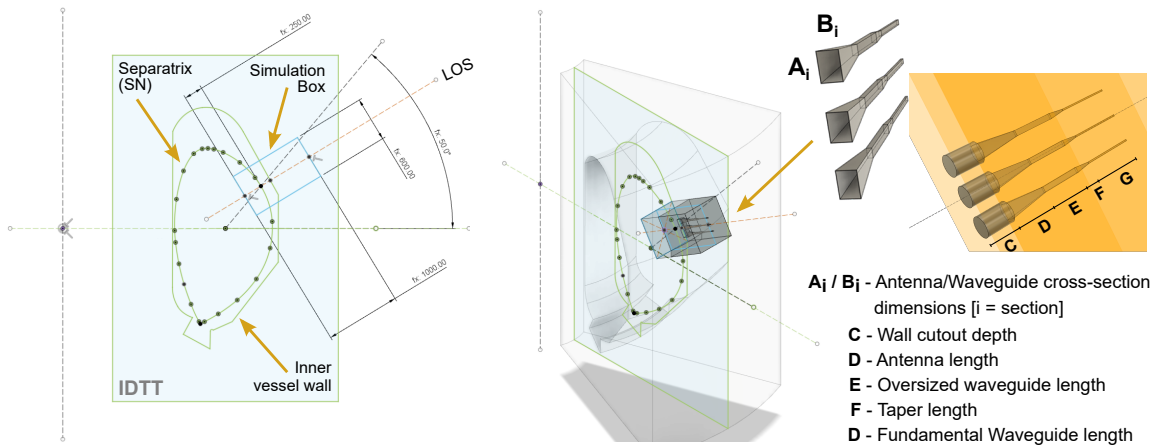 fx: 250.00
Separatrix
(SN)
Simulation
Box
LOS
fx: 50.0°
fx: 600.00
fx: 1000.00
Inner
vessel wall
IDTT
Bi
Ai
C
D
E
F
G
Ai / Bi - Antenna/Waveguide cross-section
dimensions [i = section]
C - Wall cutout depth
D - Antenna length
E - Oversized waveguide length
F - Taper length
D - Fundamental Waveguide length